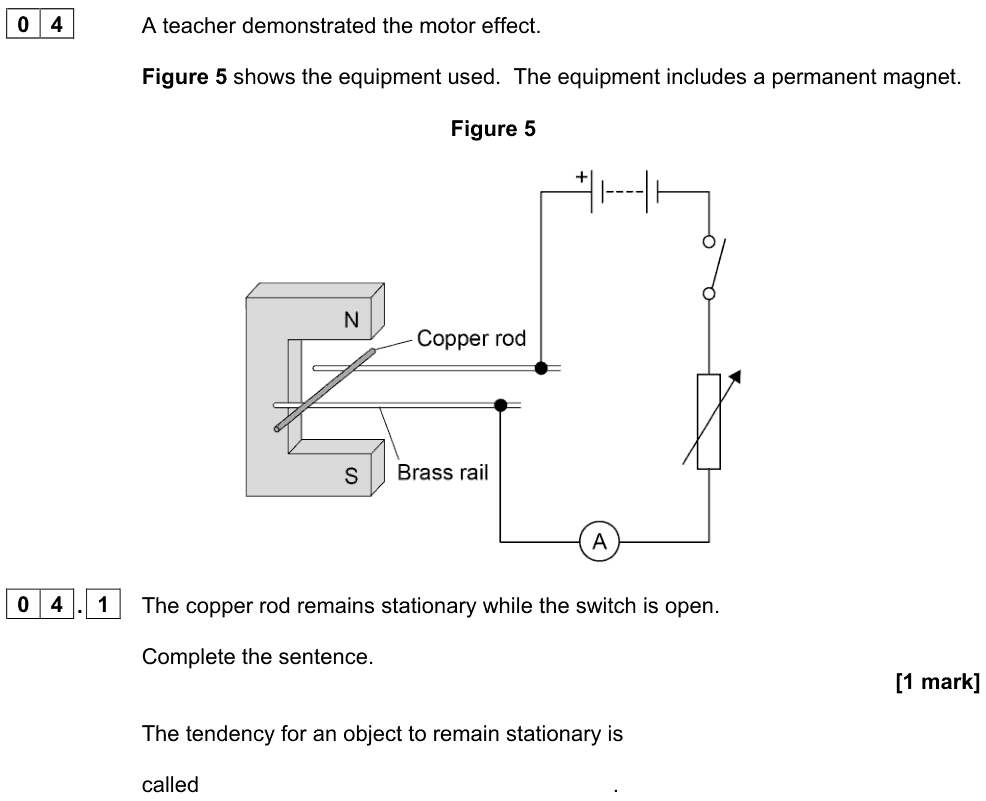 0 4 A teacher demonstrated the motor effect.
Figure 5 shows the equipment used. The equipment includes a permanent magnet.
Figure 5
+
N
Copper rod
Brass rail
S
A
0 4 . 1 The copper rod remains stationary while the switch is open.
Complete the sentence.
[1 mark]
The tendency for an object to remain stationary is
called .